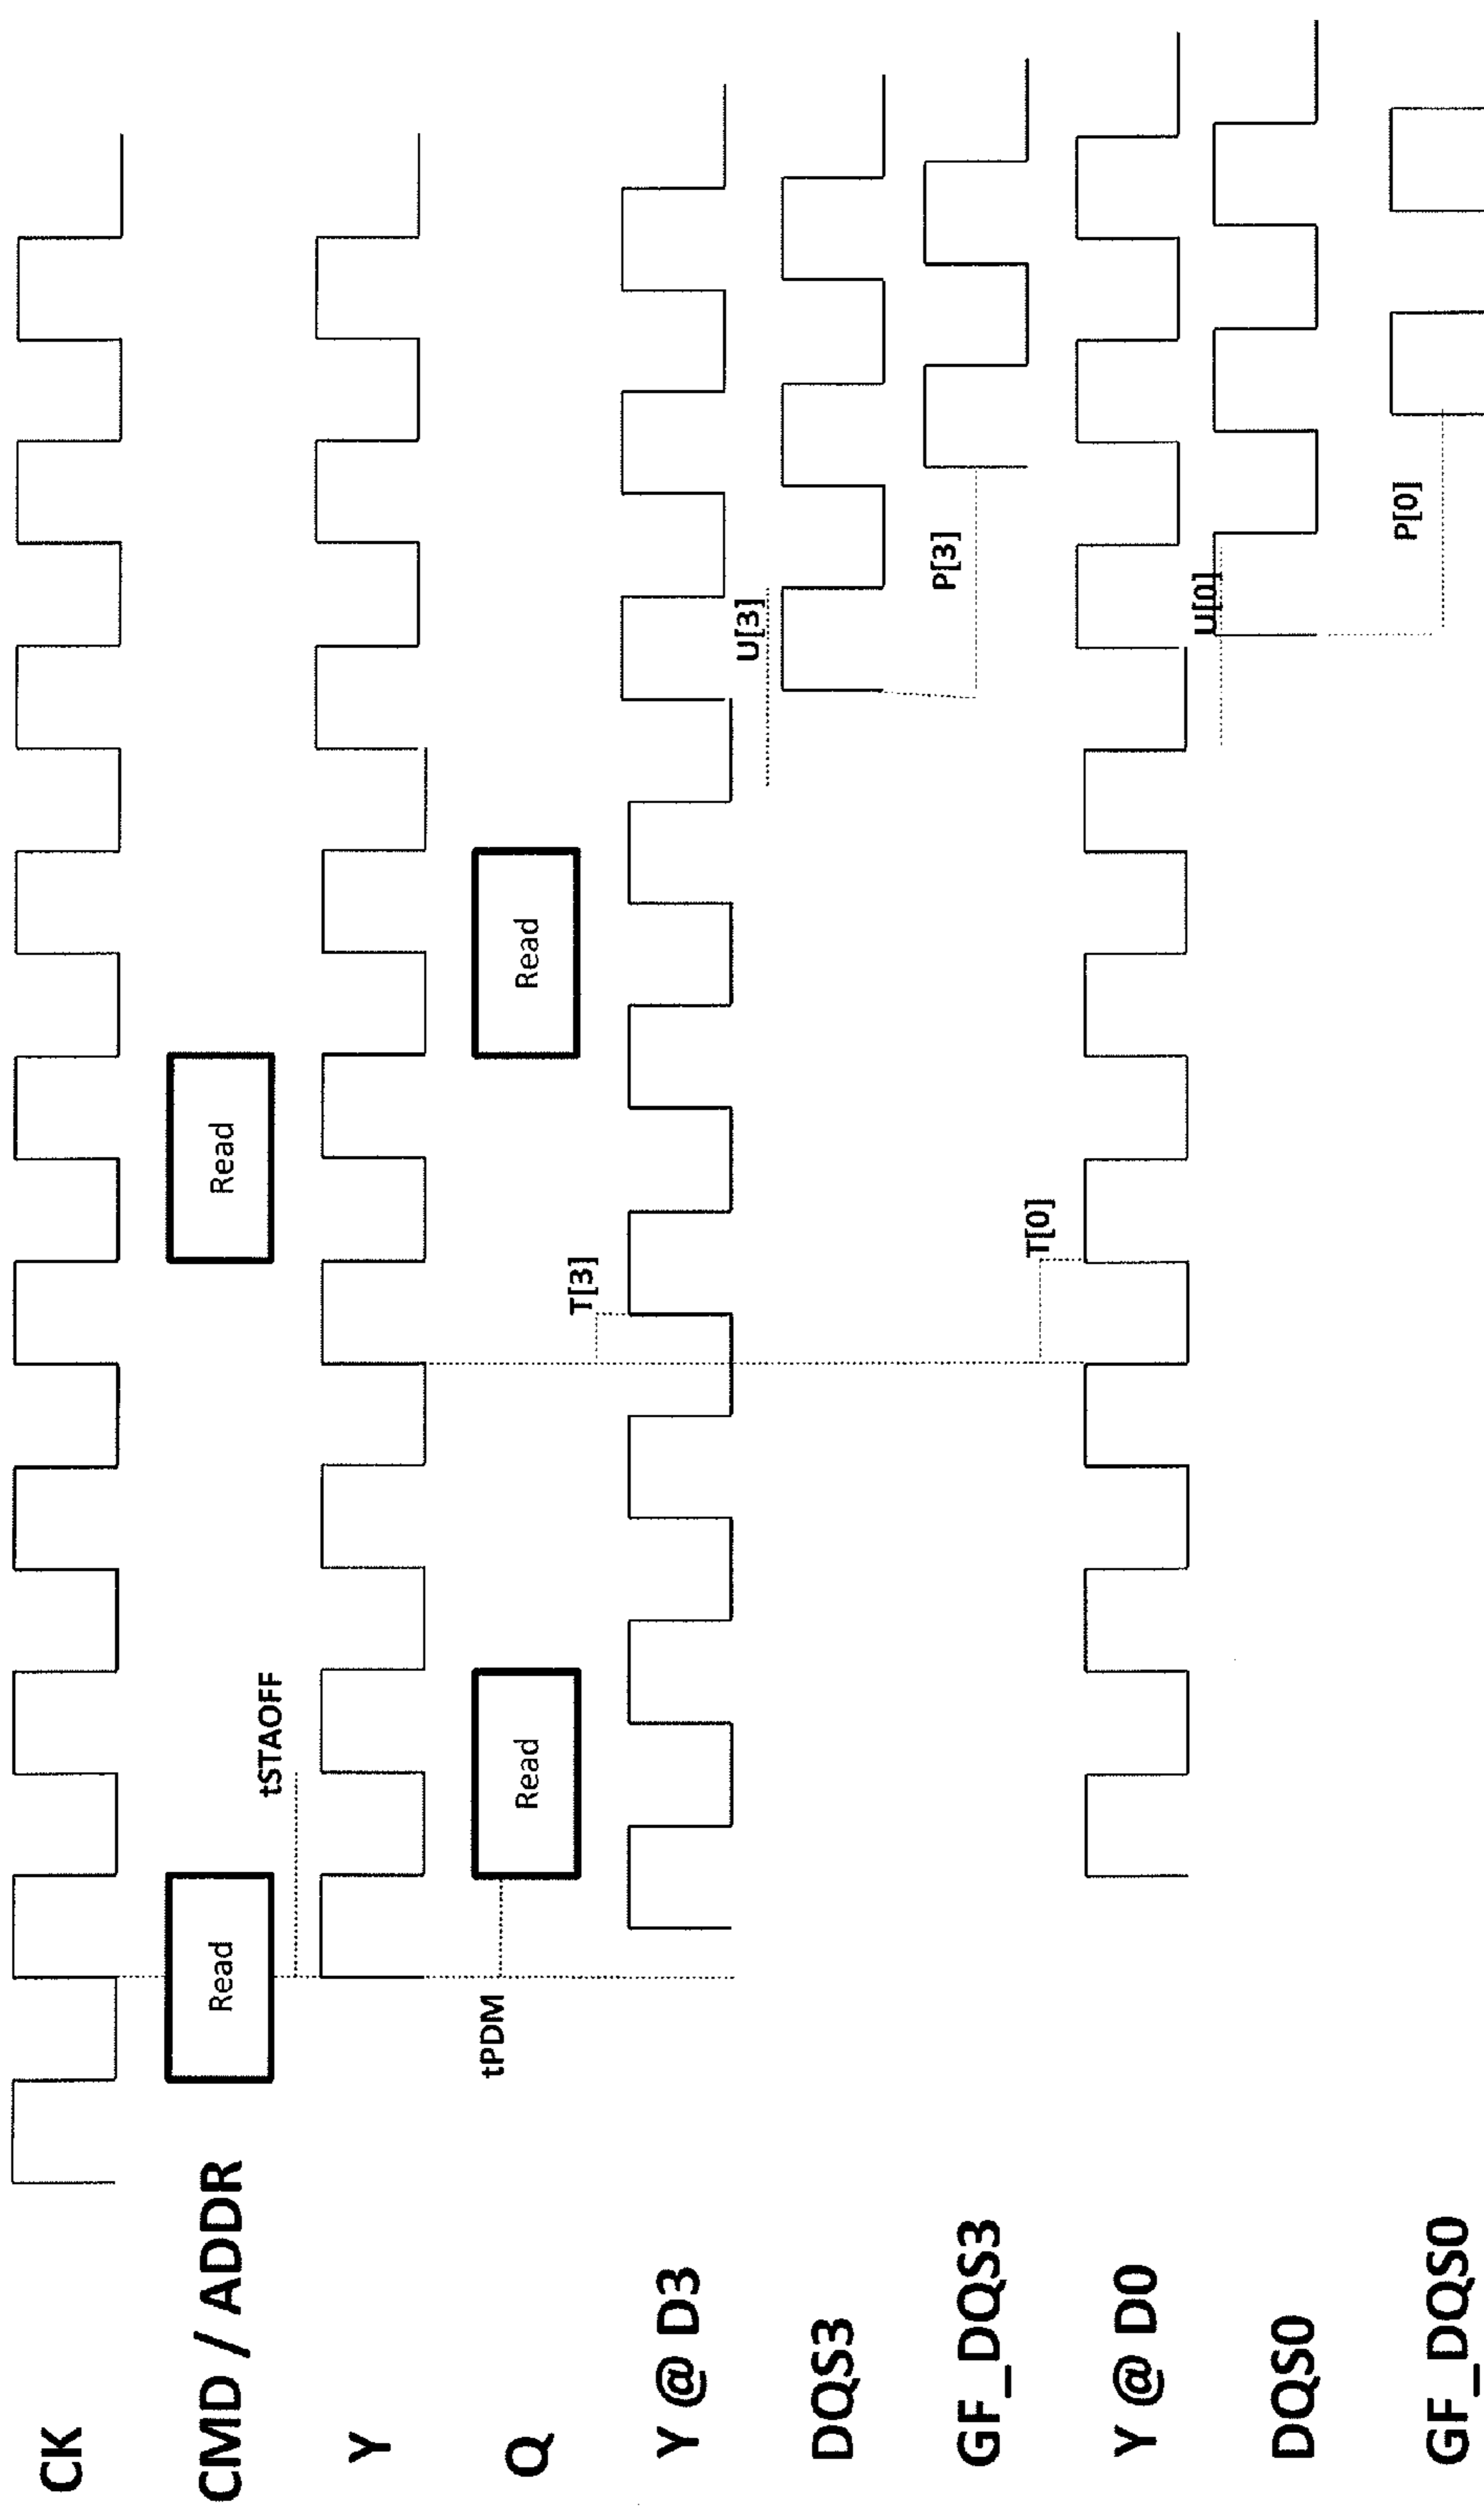 CK
CMD / ADDR
Read
Read
tSTAOFF
Y
tPDM
Q
Read
Read
T[3]
Y @ D3
U[3]
DQS3
P[3]
GF_DQS3
T[0]
Y @ D0
U[0]
DQS0
P[0]
GF_DQS0